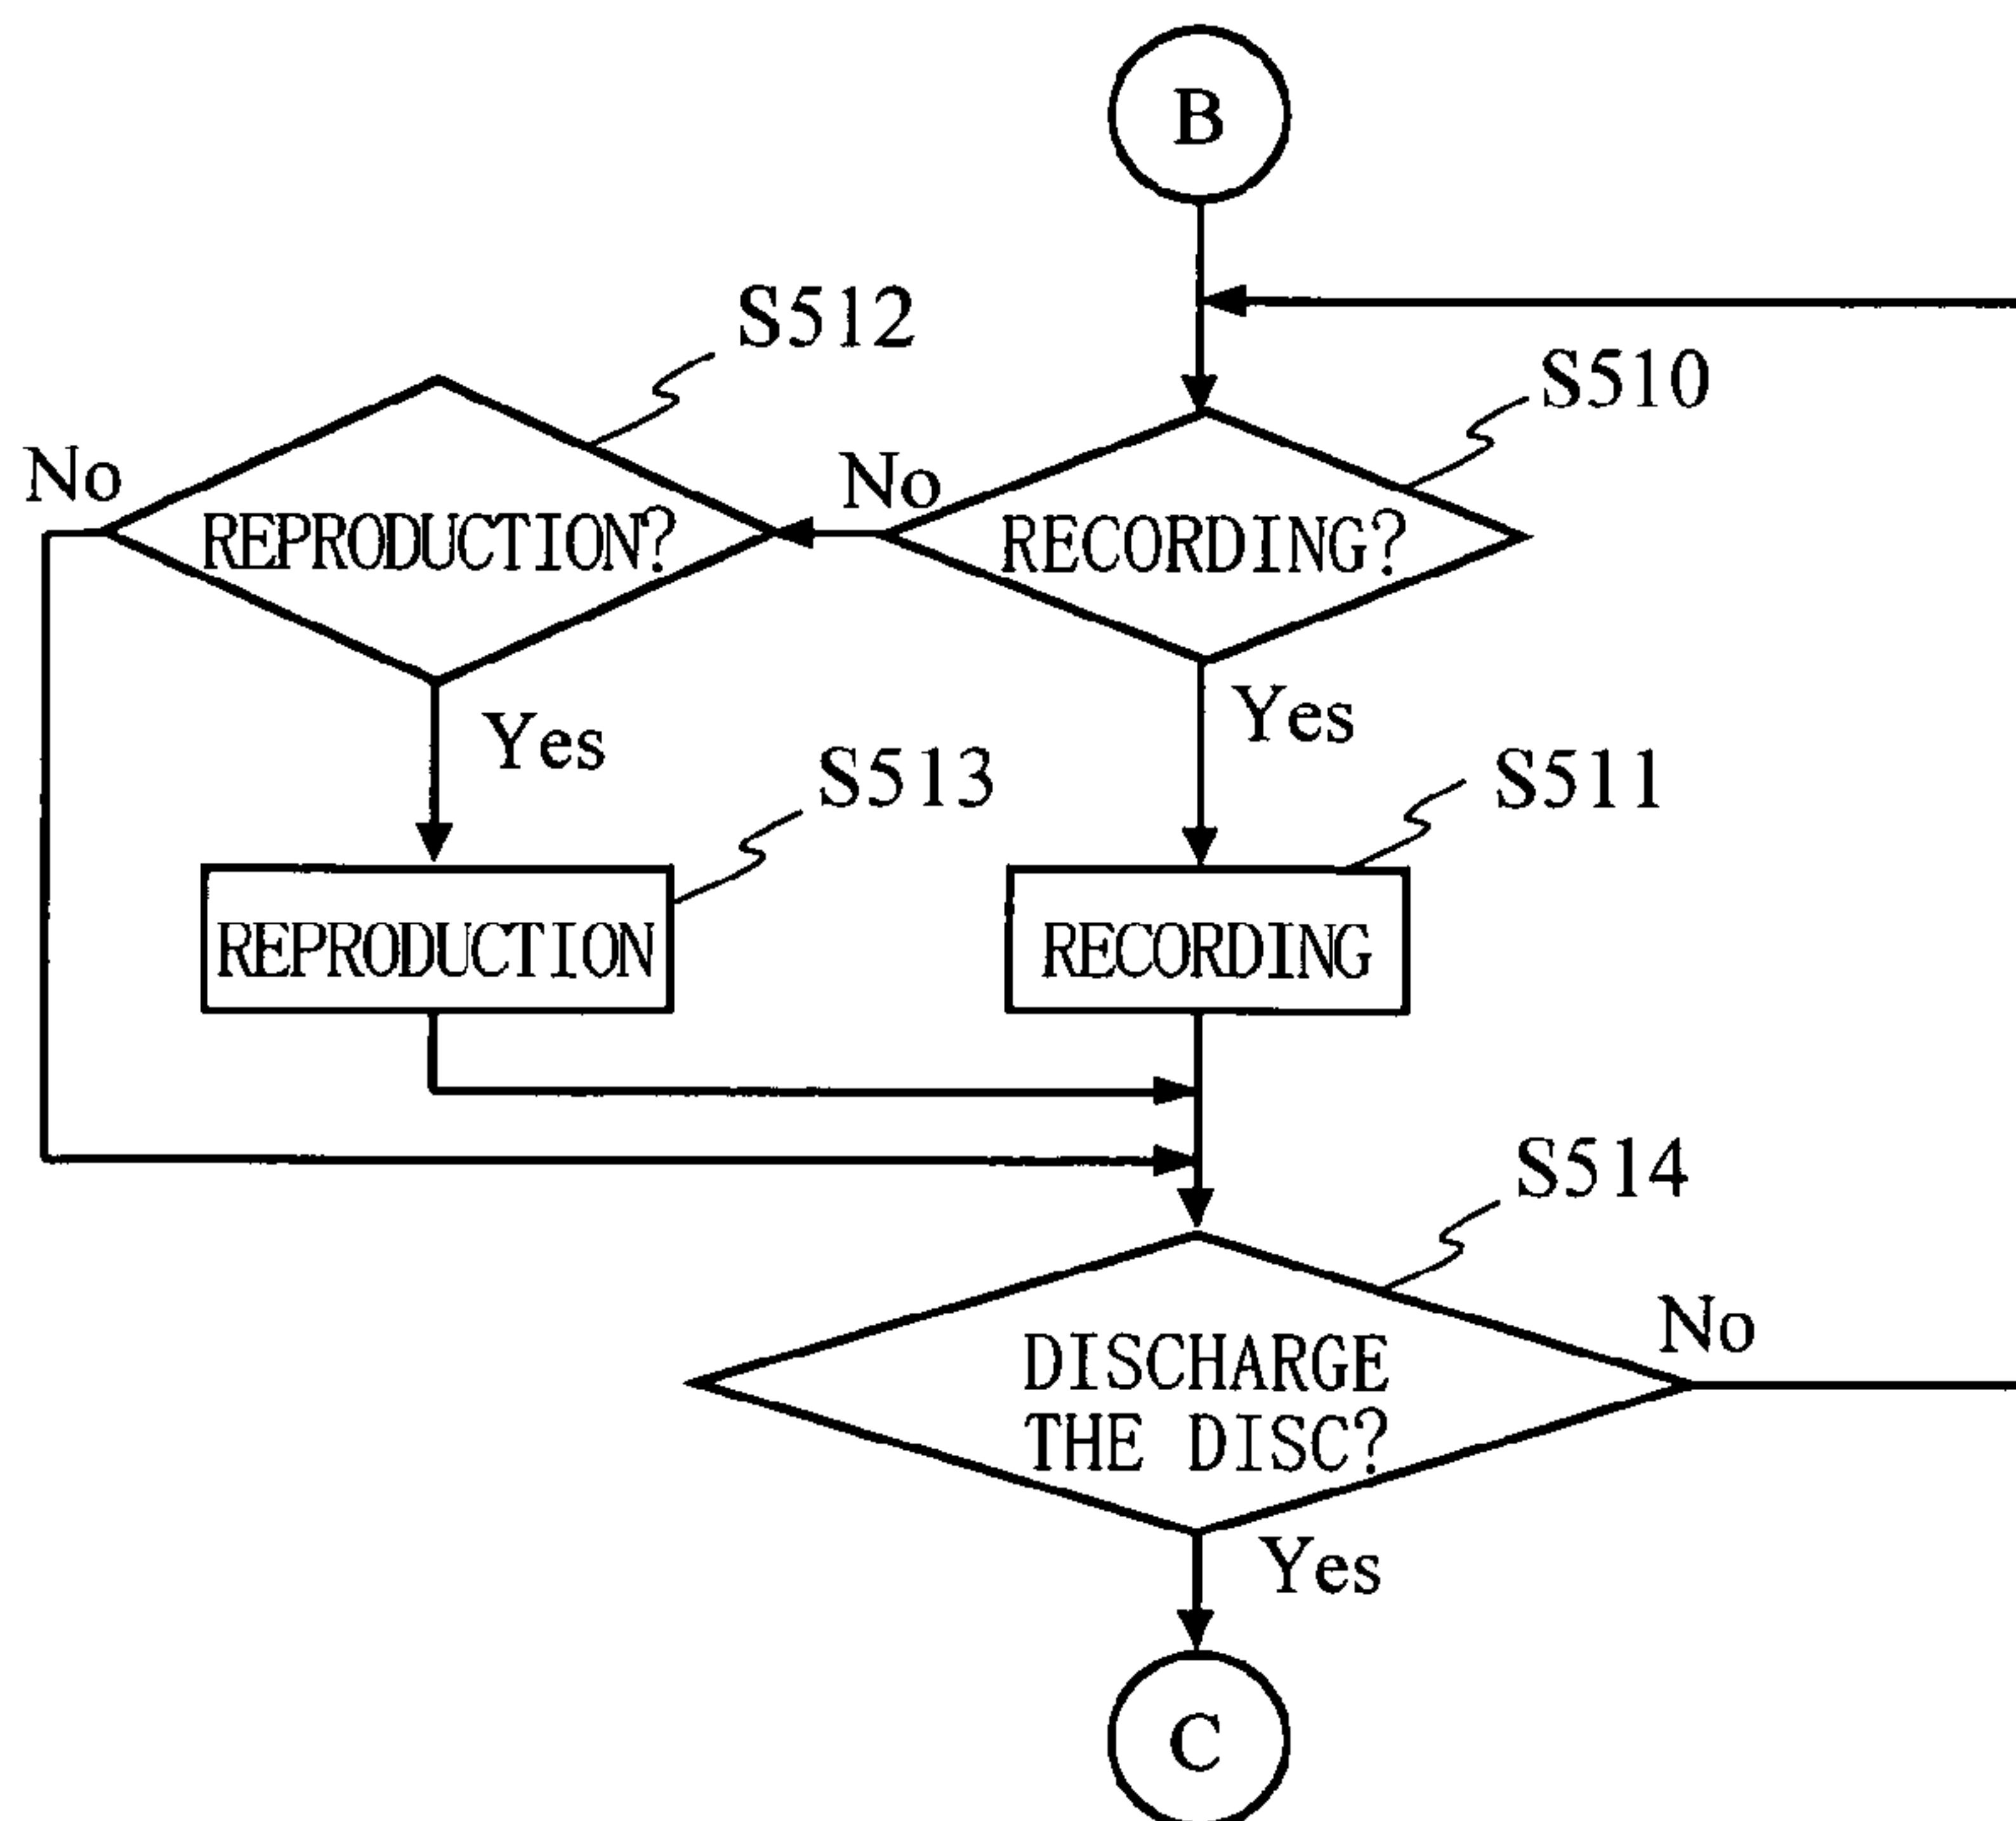 B
S512
S510
No
No
REPRODUCTION?
RECORDING?
Yes
Yes
S513
S511
REPRODUCTION
RECORDING
S514
No
DISCHARGE
THE DISC?
Yes
C